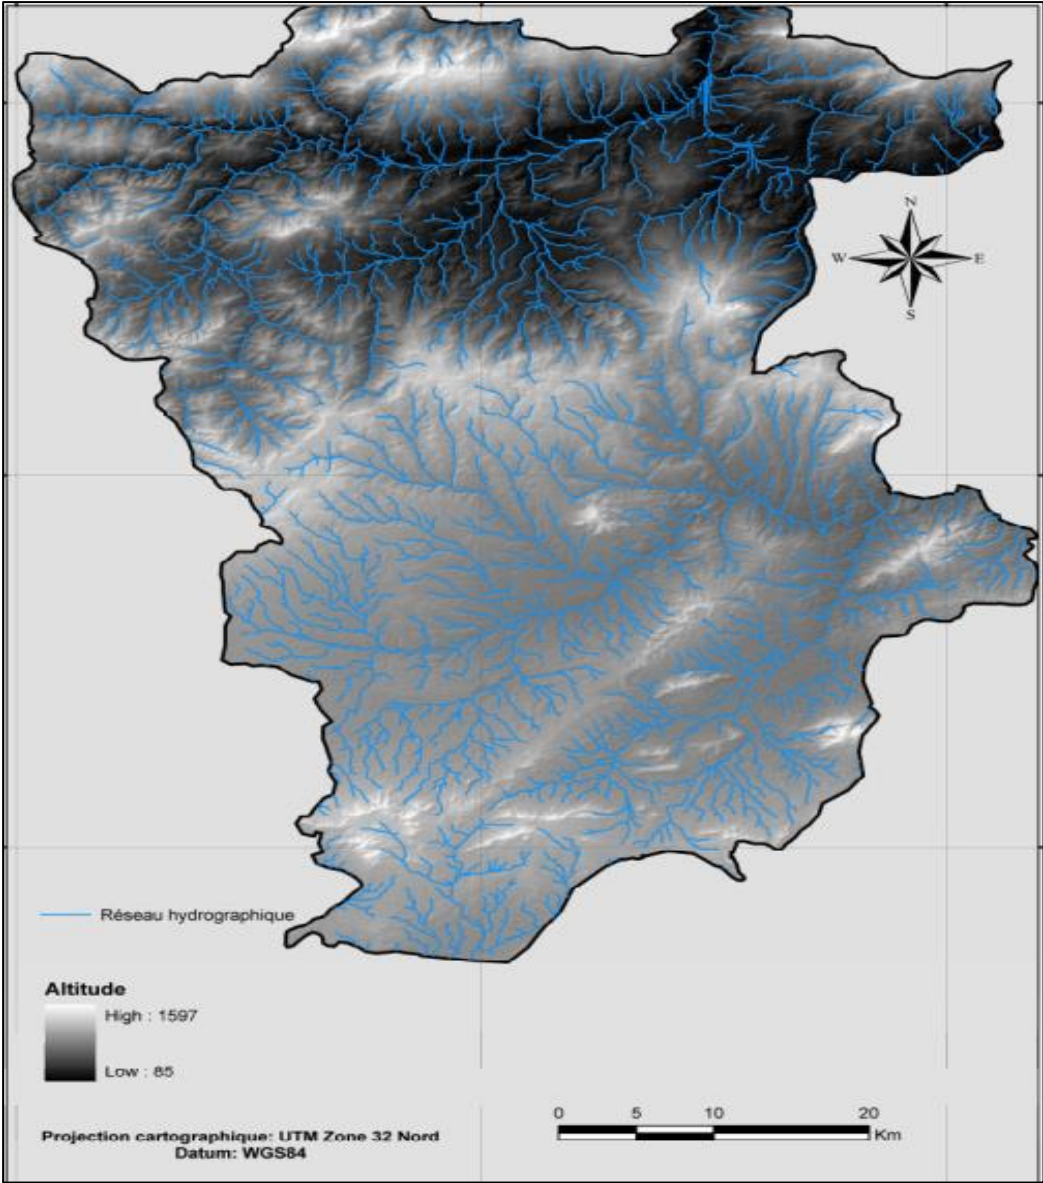 N
W
E
S
Réseau hydrographique
Altitude
High : 1597
Low : 85
0 5 10 20
Km
Projection cartographique: UTM Zone 32 Nord
Datum: WGS84